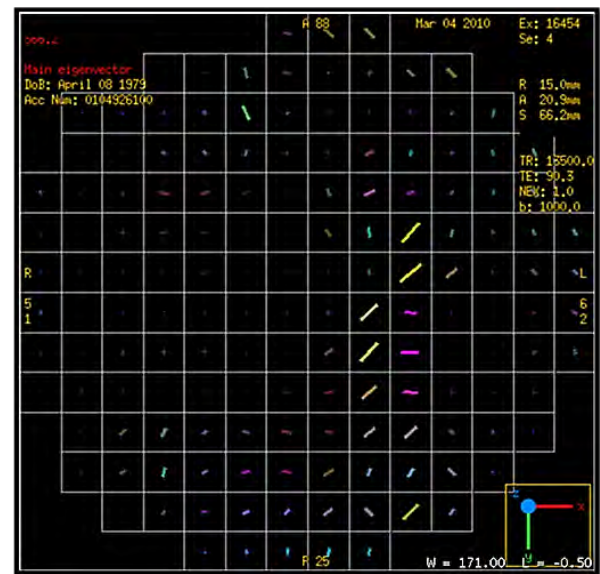 A 88
Mar 04 2010
Ex: 16454
Se: 4
Main eigenvector
DoB: April 08 1979
Acc Num: 0104926100
R 15.0mm
A 20.9mm
S 66.2mm
TE: 90.3
NEX: 1.0
b: 1000.0
R
L
5
1
6
2
z
x
y
P 25
W = 171.00 L = -0.50